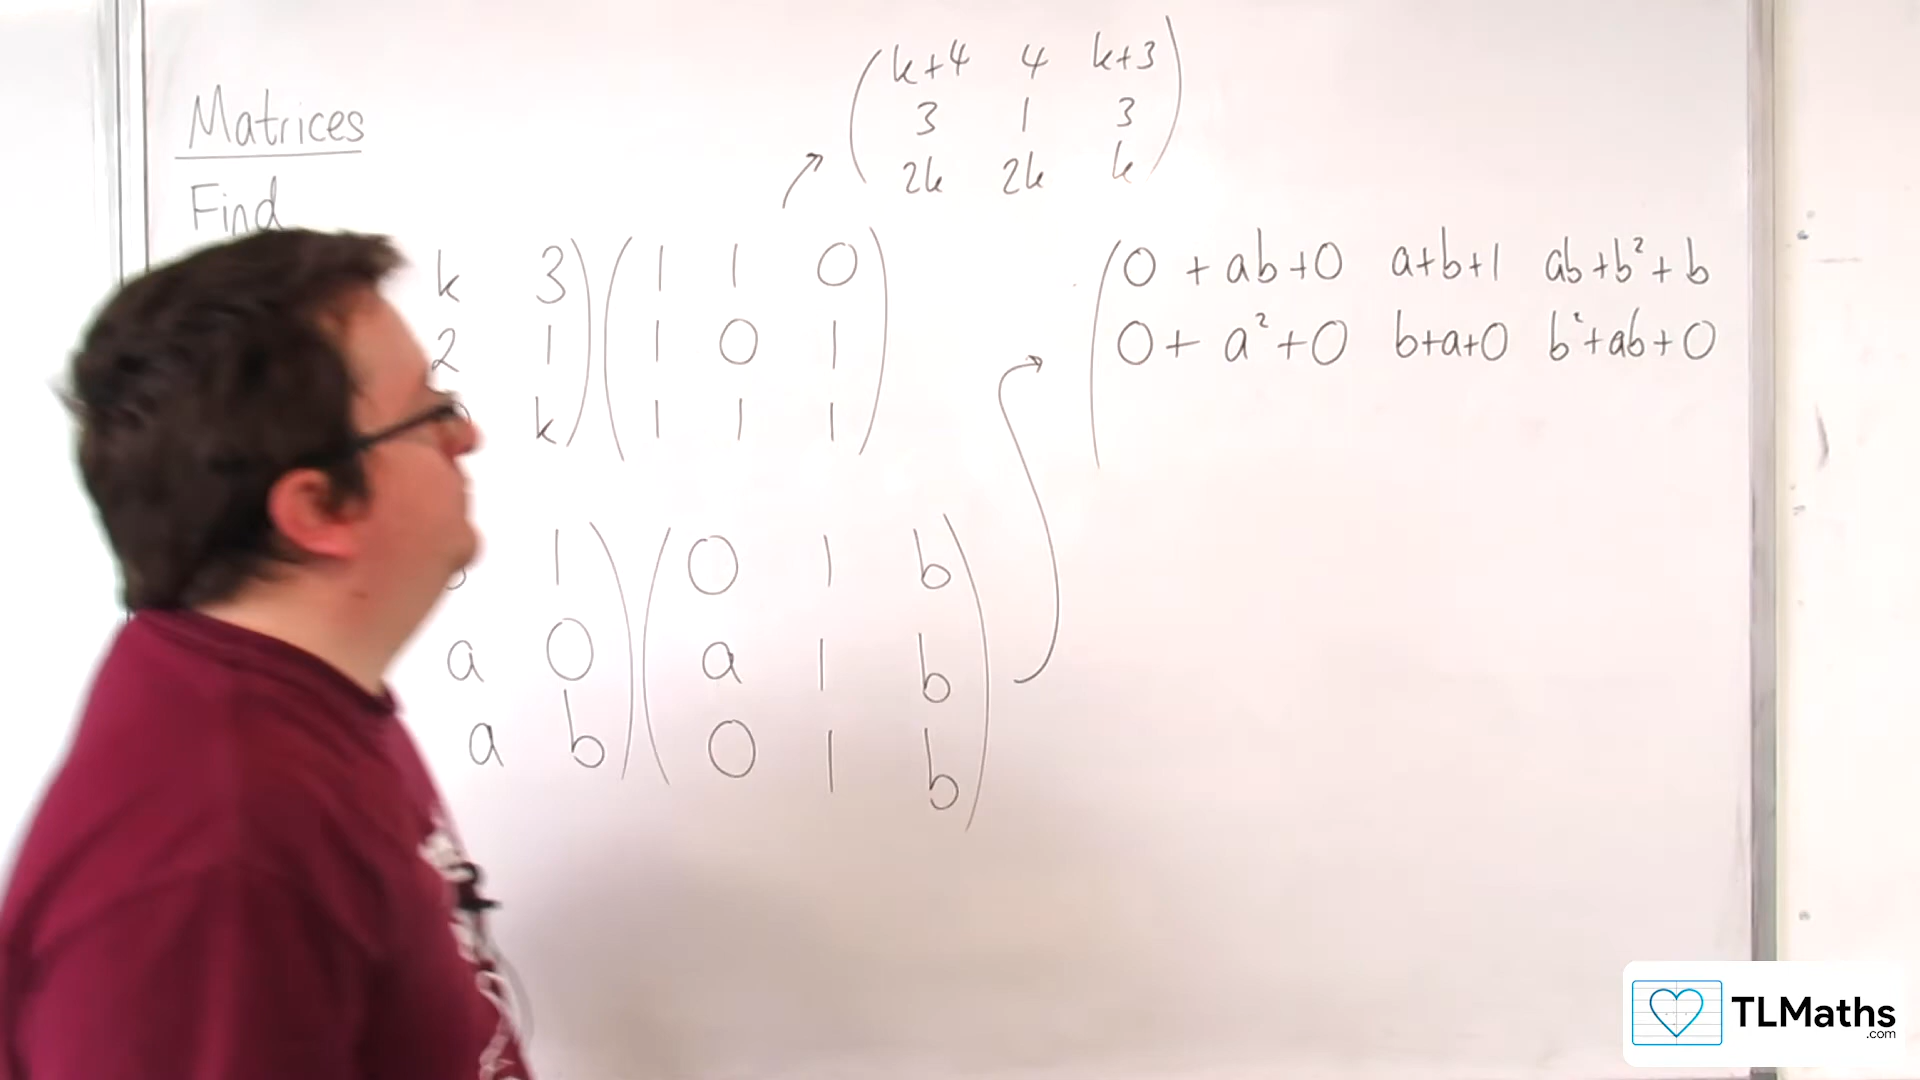 k+4 4 k+3
3 1 3
2k 2k k
Matrices
Find
k 3 1 1 0
2 1 1 0 1
k 1 1 1
0 + ab + 0 a+b+1 ab+b²+b
0 + a² + 0 b+a+0 b²+ab+0
1 0 1 b
a 0 a 1 b
a b 0 1 b
TLMaths
.com